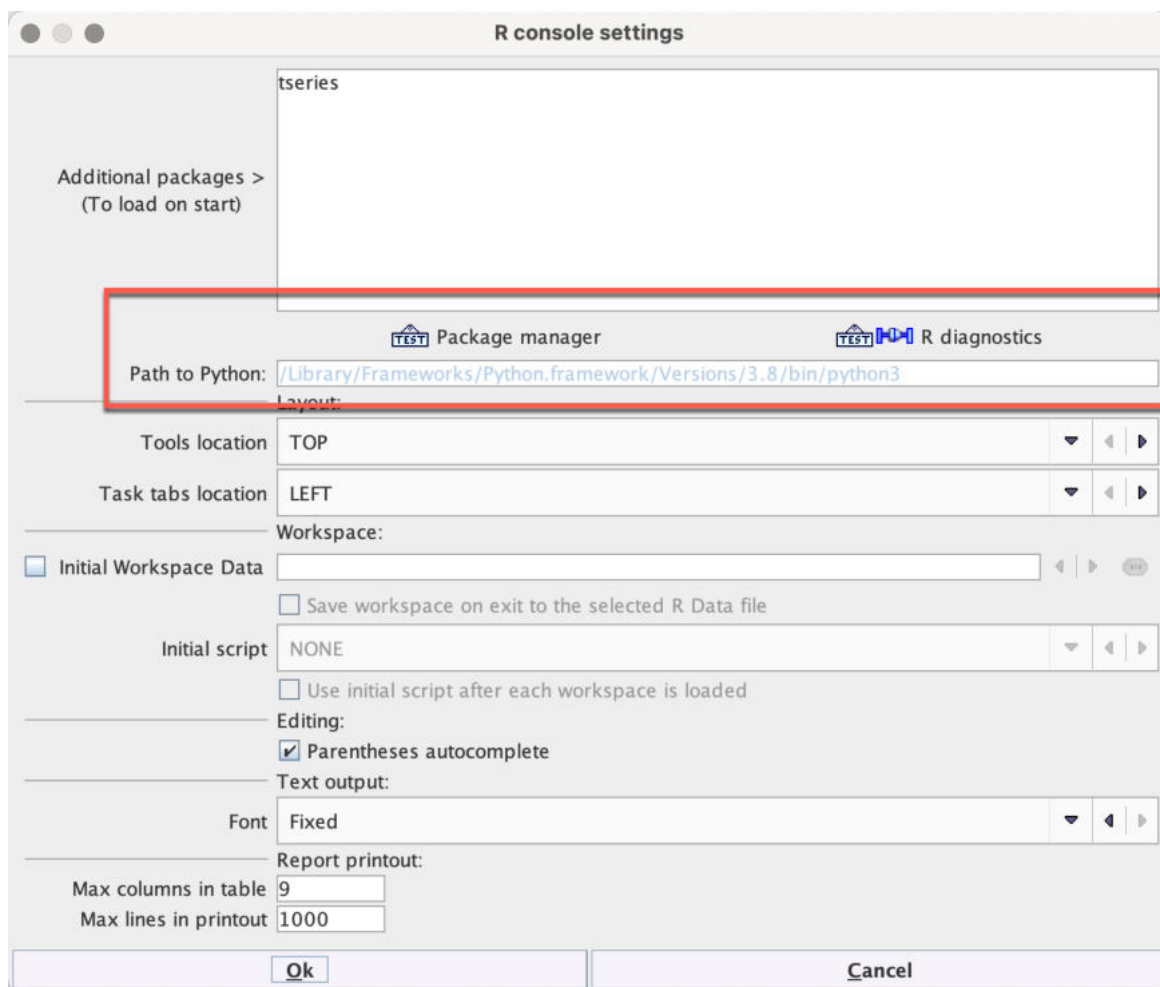 R console settings
tseries
Additional packages >
(To load on start)
TEST Package manager
TEST R diagnostics
Path to Python: /Library/Frameworks/Python.framework/Versions/3.8/bin/python3
Layout:
Tools location TOP
Task tabs location LEFT
Workspace:
Initial Workspace Data
Save workspace on exit to the selected R Data file
Initial script NONE
Use initial script after each workspace is loaded
Editing:
Parentheses autocomplete
Text output:
Font Fixed
Report printout:
Max columns in table 9
Max lines in printout 1000
Ok Cancel